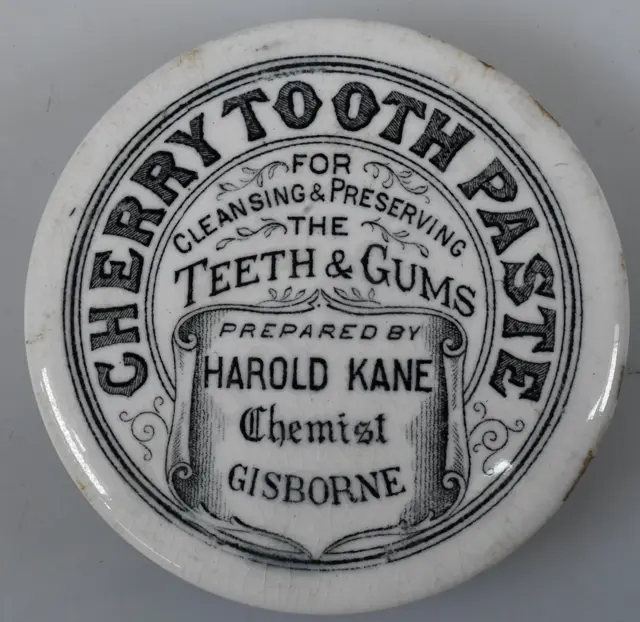 CHERRY TOOTH PASTE
FOR
CLEANSING & PRESERVING
THE
TEETH & GUMS
PREPARED BY
HAROLD KANE
Chemist
GISBORNE